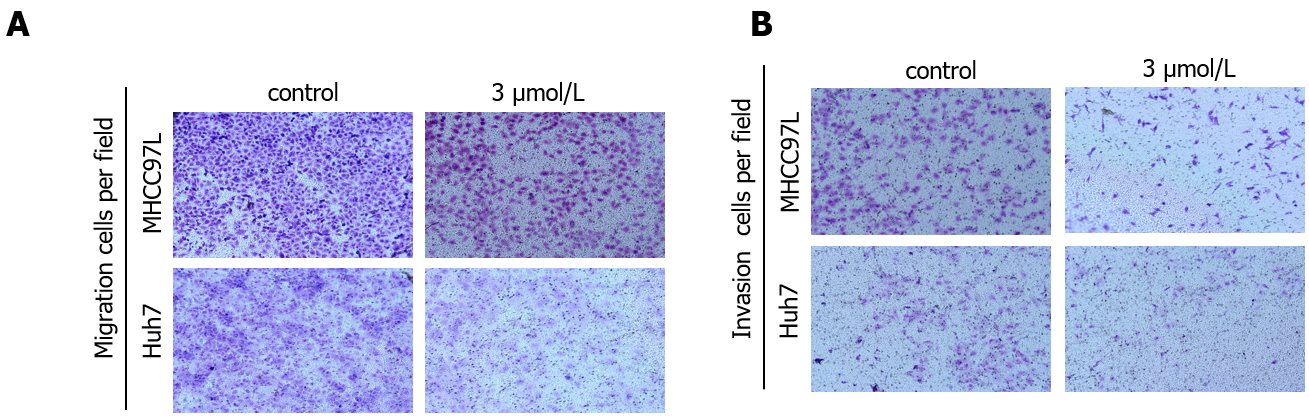 A
control
3 µmol/L
Migration cells per field
MHCC97L
Huh7
B
control
3 µmol/L
Invasion cells per field
MHCC97L
Huh7